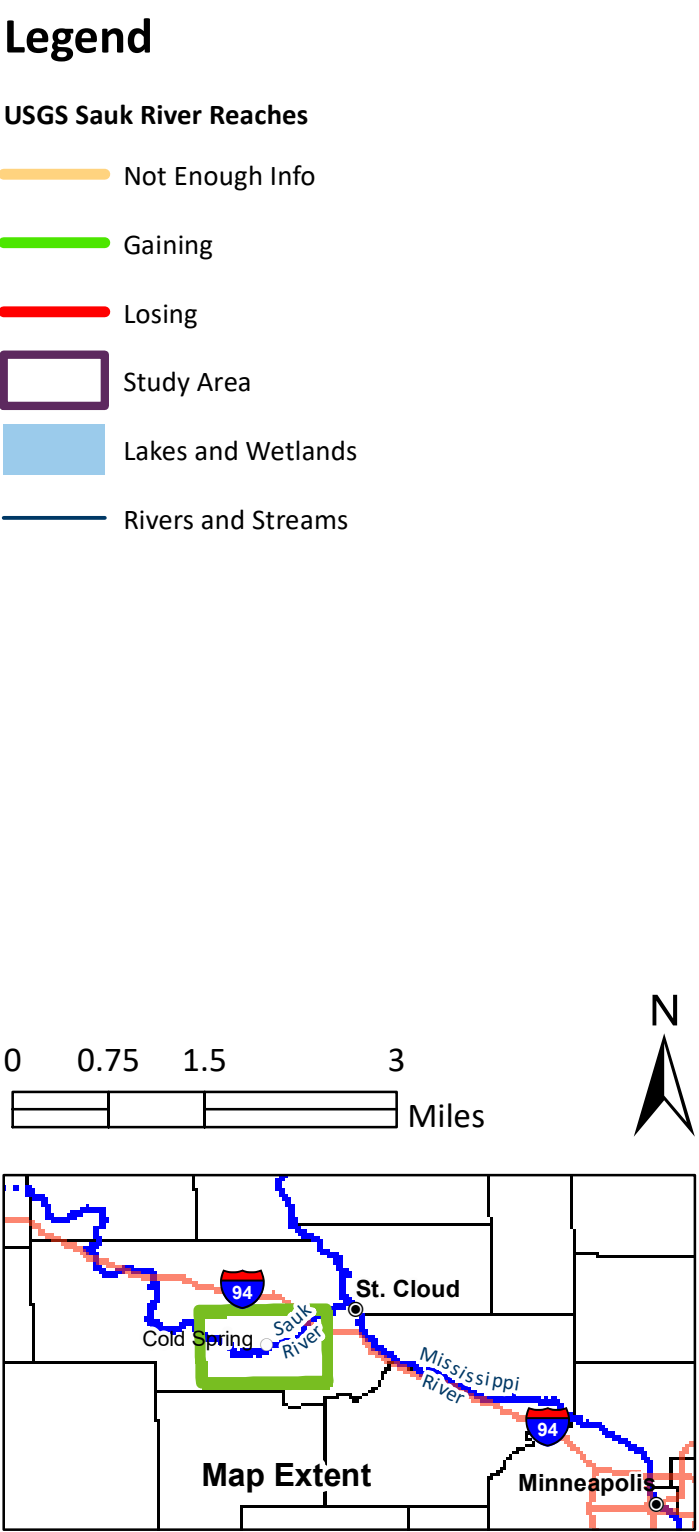 Legend
USGS Sauk River Reaches
Not Enough Info
Gaining
Losing
Study Area
Lakes and Wetlands
Rivers and Streams
N
0 0.75 1.5 3
Miles
94
St. Cloud
Sauk
River
Cold Spring
Mississippi
River
94
Map Extent
Minneapolis